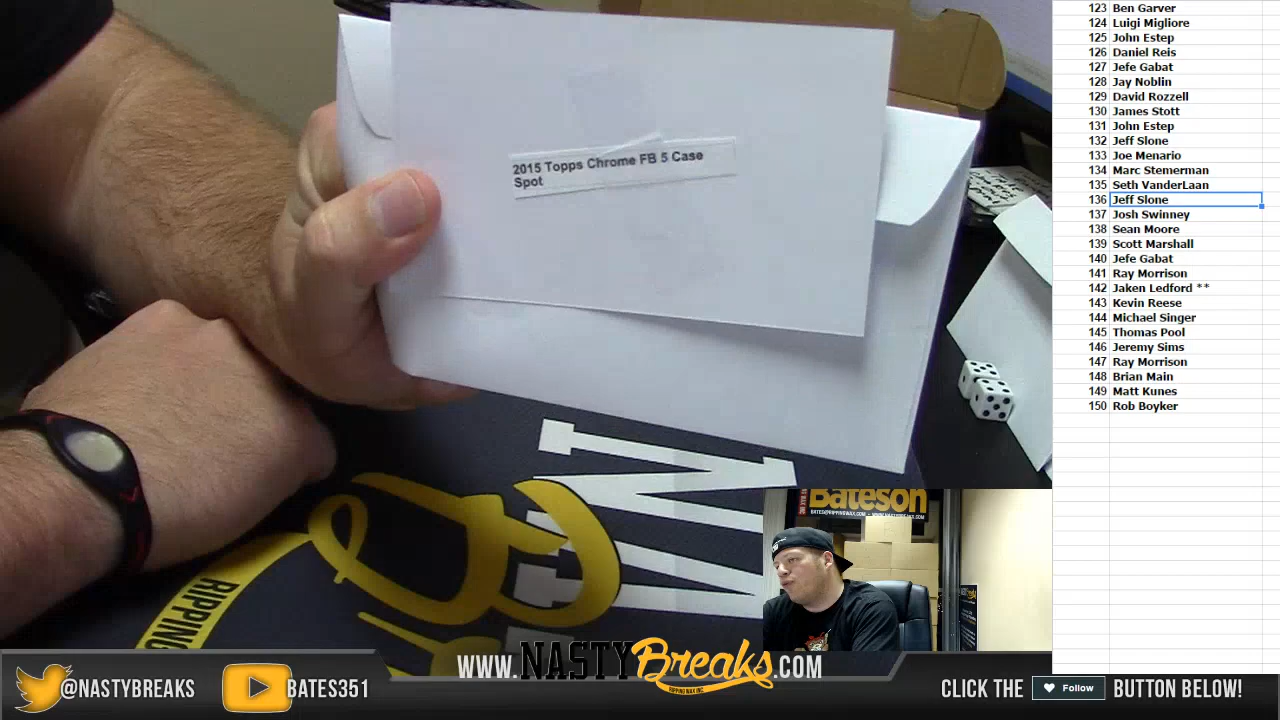 2015 Topps Chrome FB 5 Case
Spot
123 Ben Garver
124 Luigi Migliore
125 John Estep
126 Daniel Reis
127 Jefe Gabat
128 Jay Noblin
129 David Rozzell
130 James Stott
131 John Estep
132 Jeff Slone
133 Joe Menario
134 Marc Stemerman
135 Seth VanderLaan
136 Jeff Slone
137 Josh Swinney
138 Sean Moore
139 Scott Marshall
140 Jefe Gabat
141 Ray Morrison
142 Jaken Ledford **
143 Kevin Reese
144 Michael Singer
145 Thomas Pool
146 Jeremy Sims
147 Ray Morrison
148 Brian Main
149 Matt Kunes
150 Rob Boyker
RIPPING
Bateson
@NASTYBREAKS
BATES351
WWW.NASTYBreaks.COM
RIPPING WAX INC.
CLICK THE Follow BUTTON BELOW!